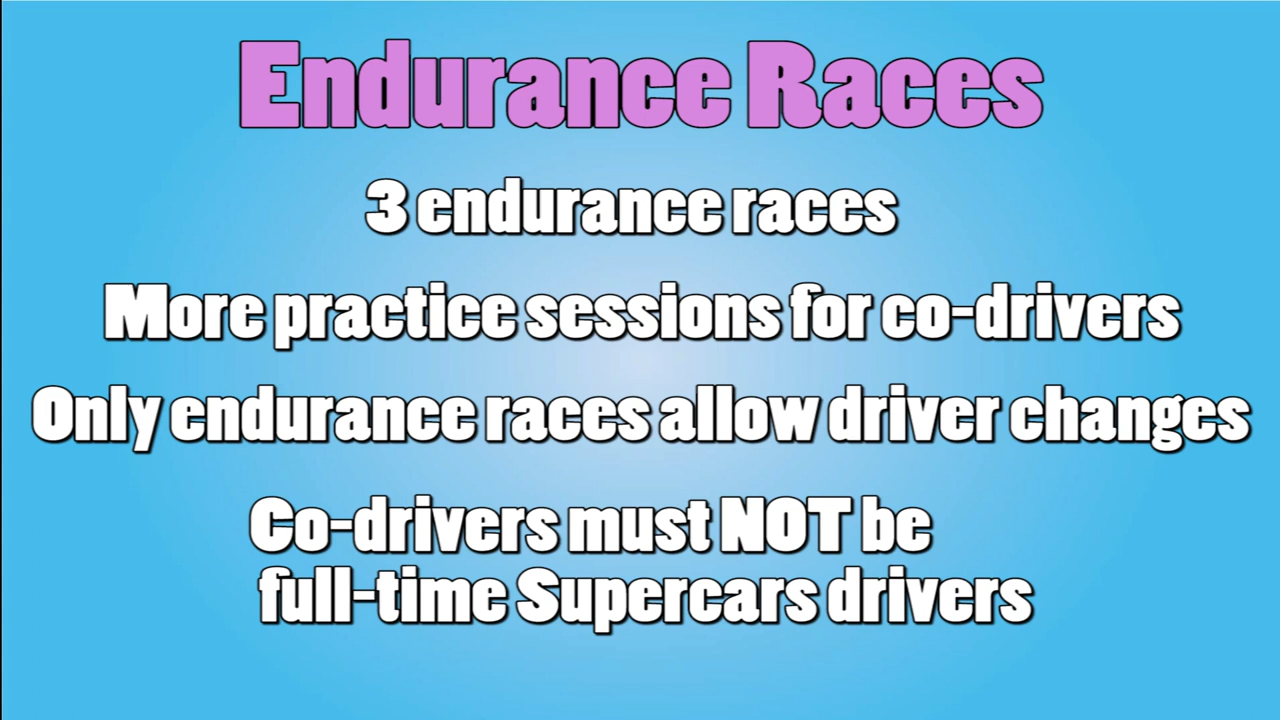 Endurance Races
3 endurance races
More practice sessions for co-drivers
Only endurance races allow driver changes
Co-drivers must NOT be
full-time Supercars drivers